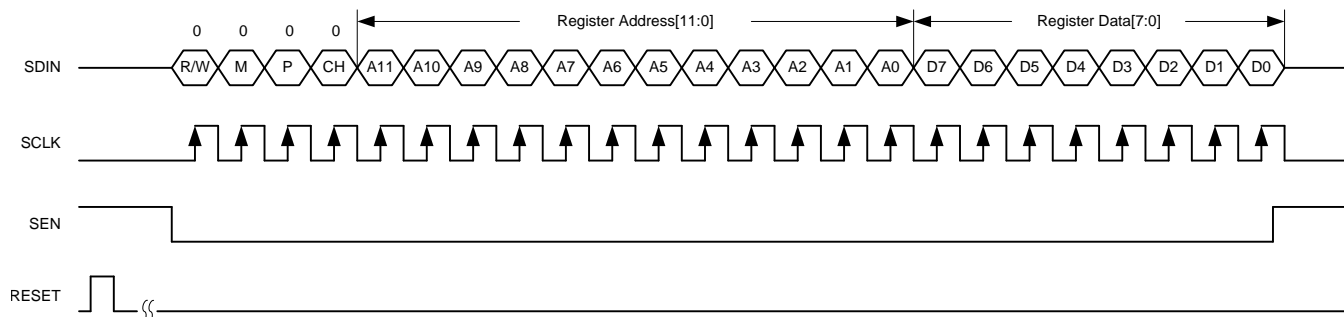 Register Address[11:0] Register Data[7:0]
0 0 0 0
SDIN R/W M P CH A11 A10 A9 A8 A7 A6 A5 A4 A3 A2 A1 A0 D7 D6 D5 D4 D3 D2 D1 D0
SCLK
SEN
RESET